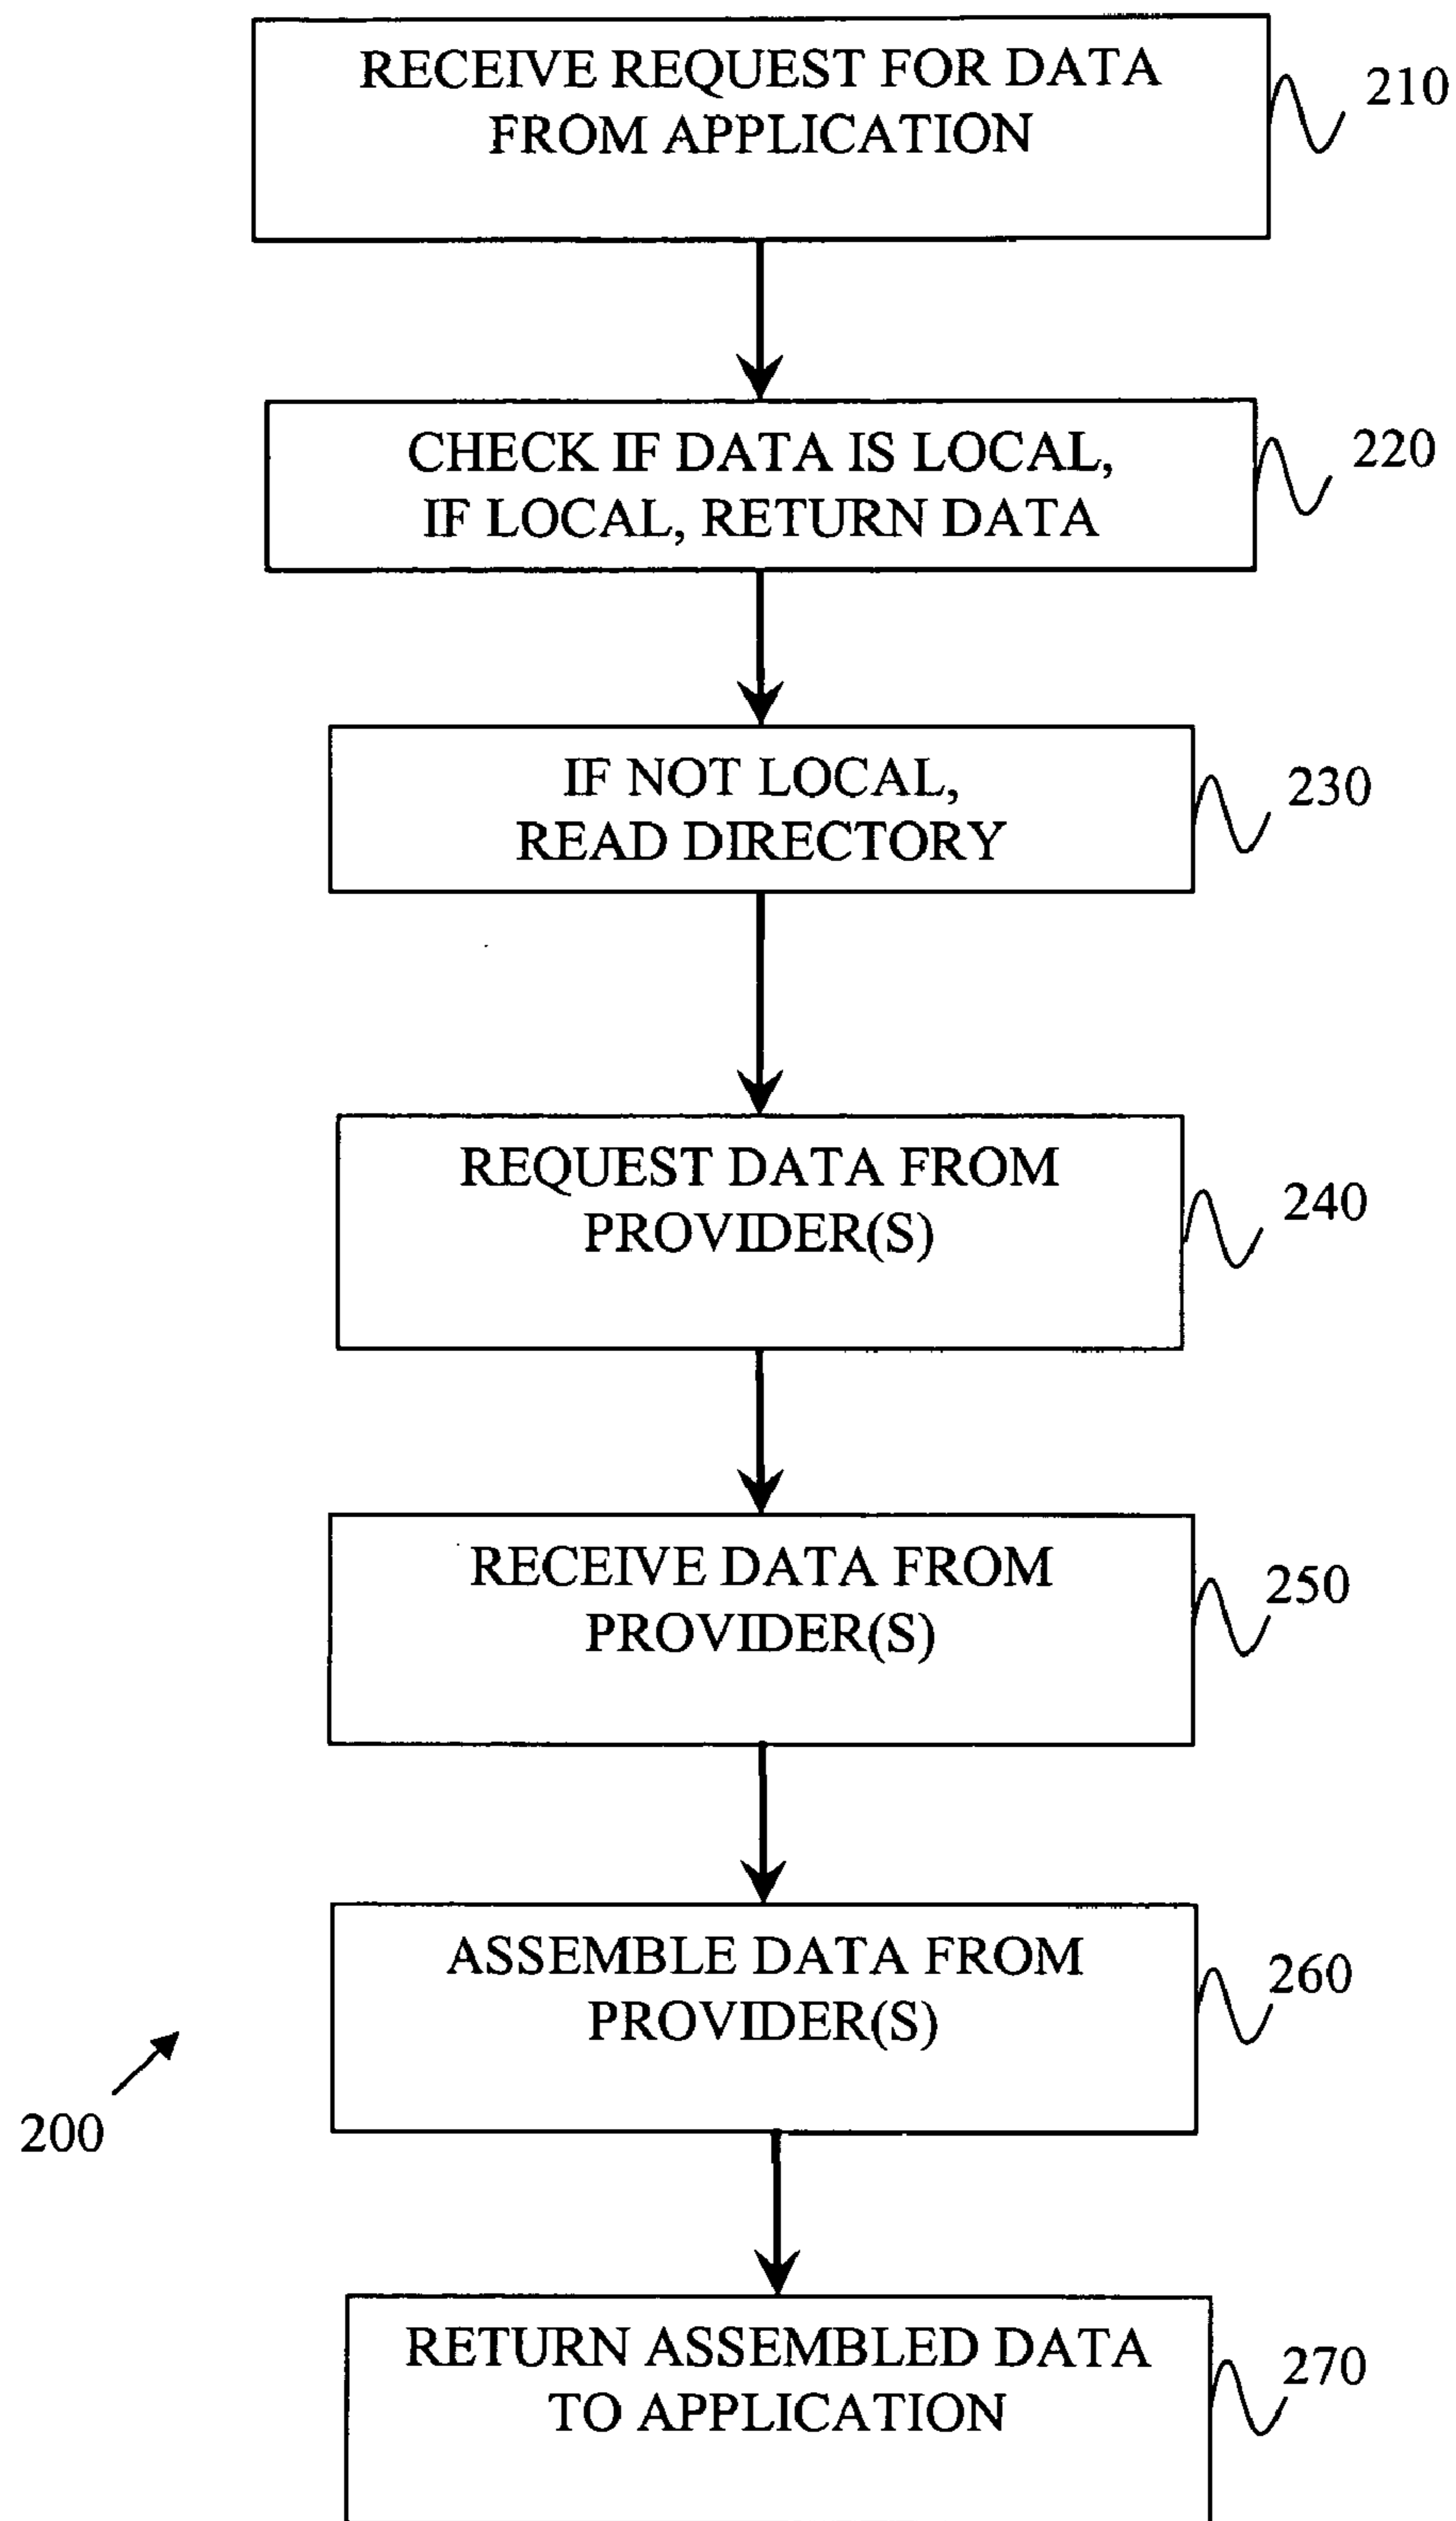 RECEIVE REQUEST FOR DATA
FROM APPLICATION
210
CHECK IF DATA IS LOCAL,
IF LOCAL, RETURN DATA
220
IF NOT LOCAL,
READ DIRECTORY
230
REQUEST DATA FROM
PROVIDER(S)
240
RECEIVE DATA FROM
PROVIDER(S)
250
ASSEMBLE DATA FROM
PROVIDER(S)
260
200
RETURN ASSEMBLED DATA
TO APPLICATION
270